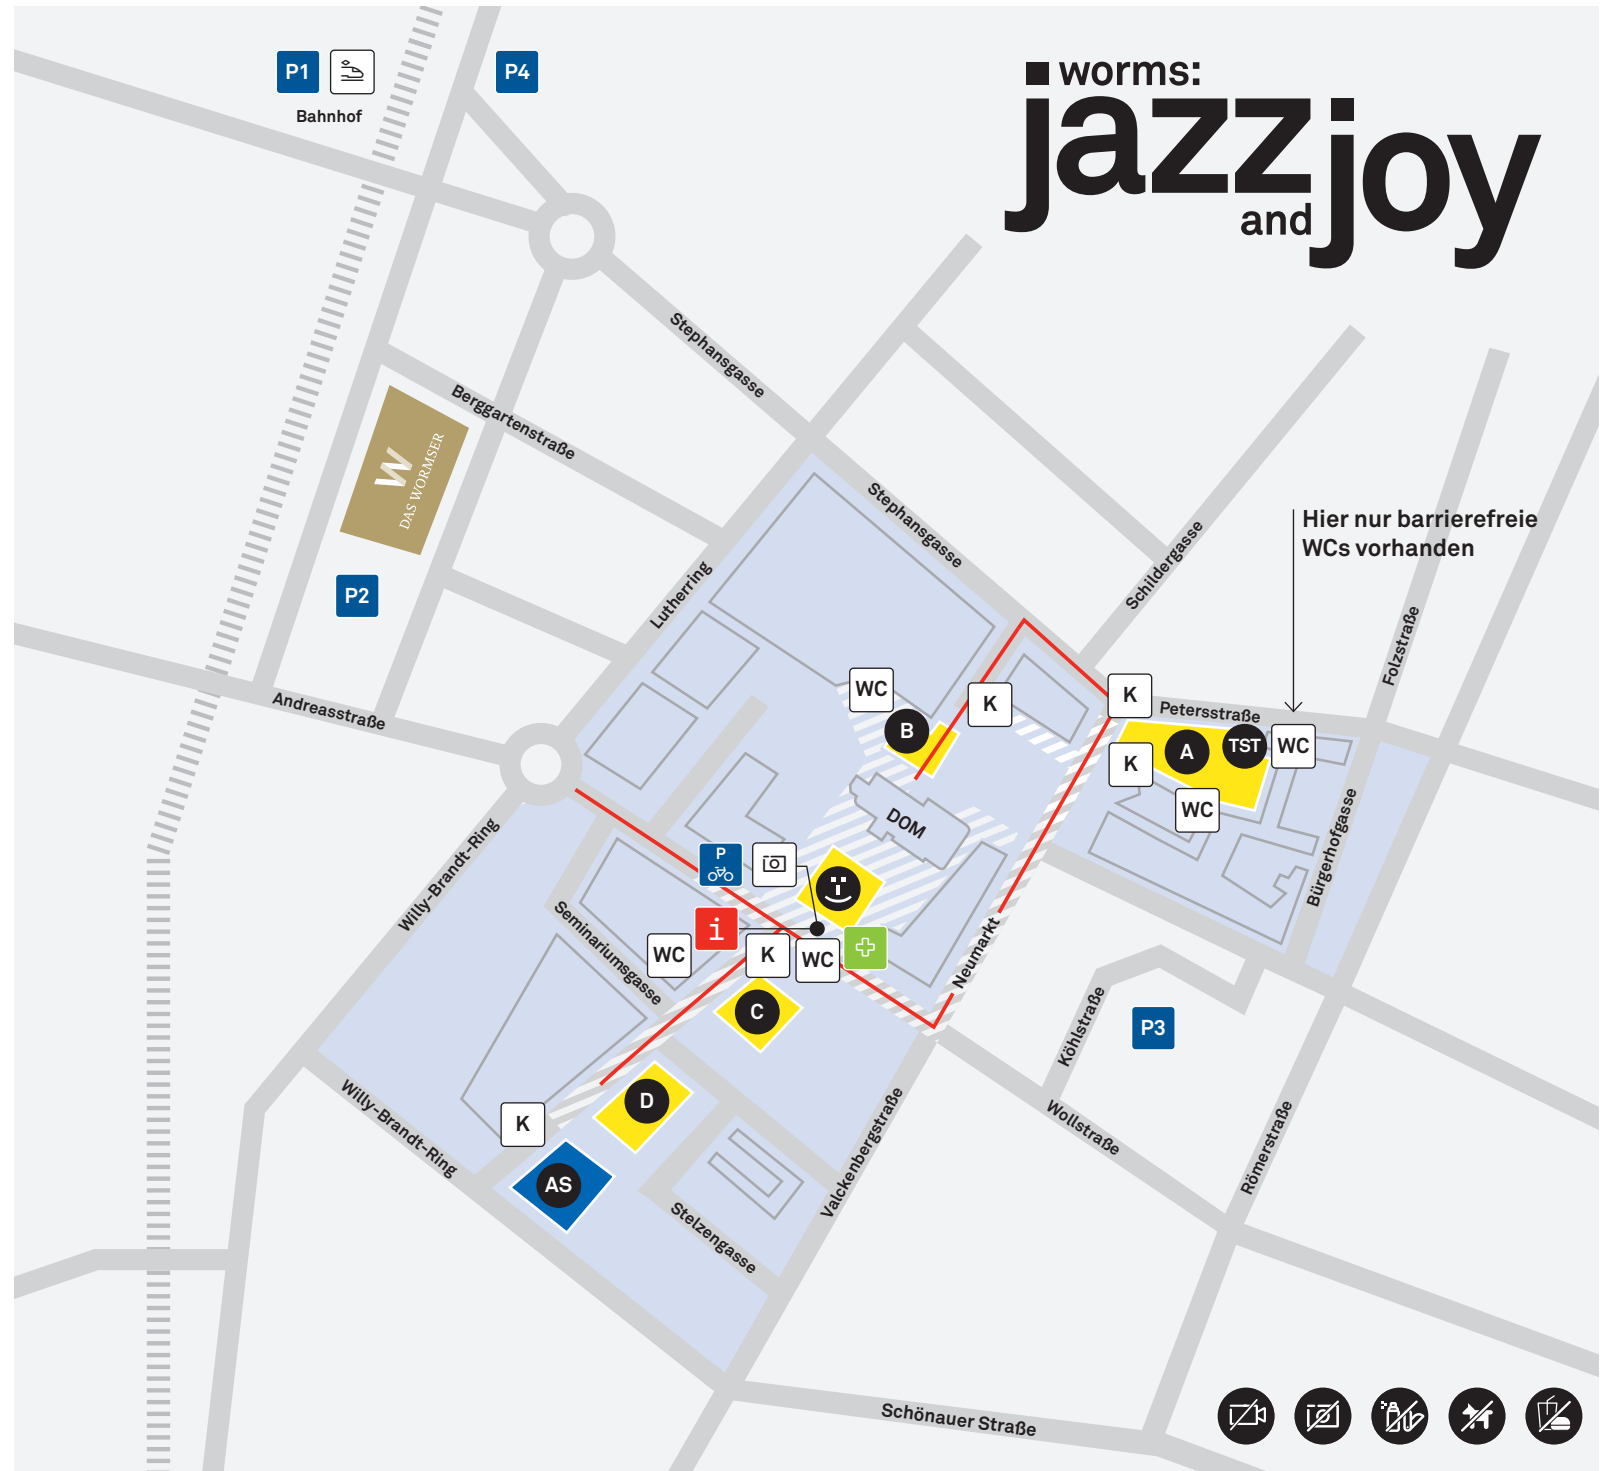 P1
P4
Bahnhof
worms:
jazz
and
joy
Stephansgasse
Berggartenstraße
W
DAS WORMSER
P2
Stephansgasse
Hier nur barrierefreie
WCs vorhanden
Schildergasse
Lutherring
Folzstraße
Andreasstraße
WC
B
K
K
Petersstraße
A
TST
WC
K
WC
DOM
Bürgerhofgasse
Willy-Brandt-Ring
P
i
Seminariumsgasse
WC
K
WC
Neumarkt
C
Köhlstraße
P3
D
K
AS
Willy-Brandt-Ring
Wollstraße
Valckenbergstraße
Römerstraße
Stelzengasse
Schönauer Straße